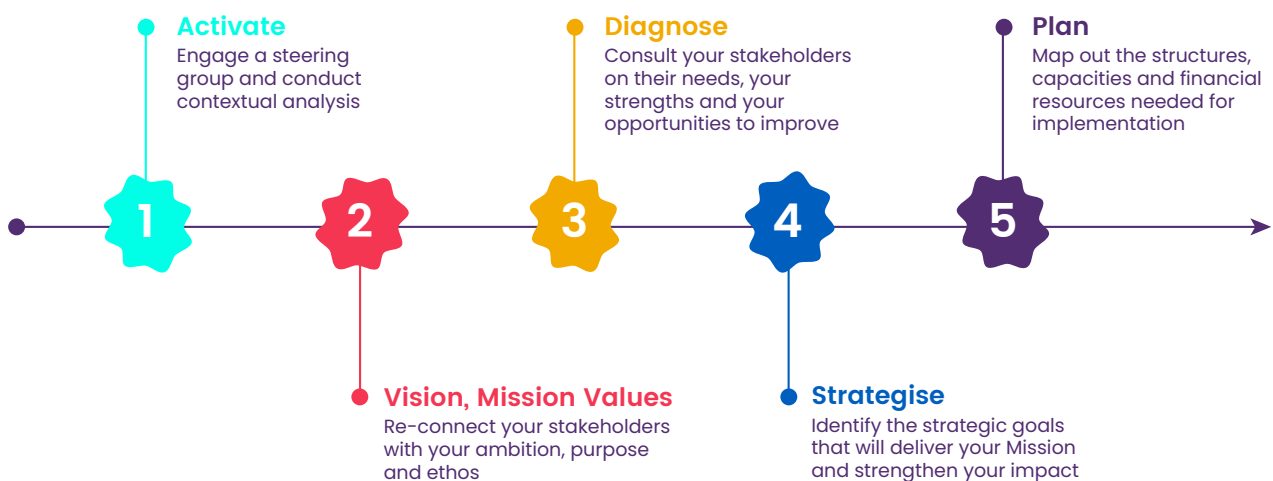 1
Activate
Engage a steering
group and conduct
contextual analysis
2
Vision, Mission Values
Re-connect your stakeholders
with your ambition, purpose
and ethos
3
Diagnose
Consult your stakeholders
on their needs, your
strengths and your
opportunities to improve
4
Strategise
Identify the strategic goals
that will deliver your Mission
and strengthen your impact
5
Plan
Map out the structures,
capacities and financial
resources needed for
implementation